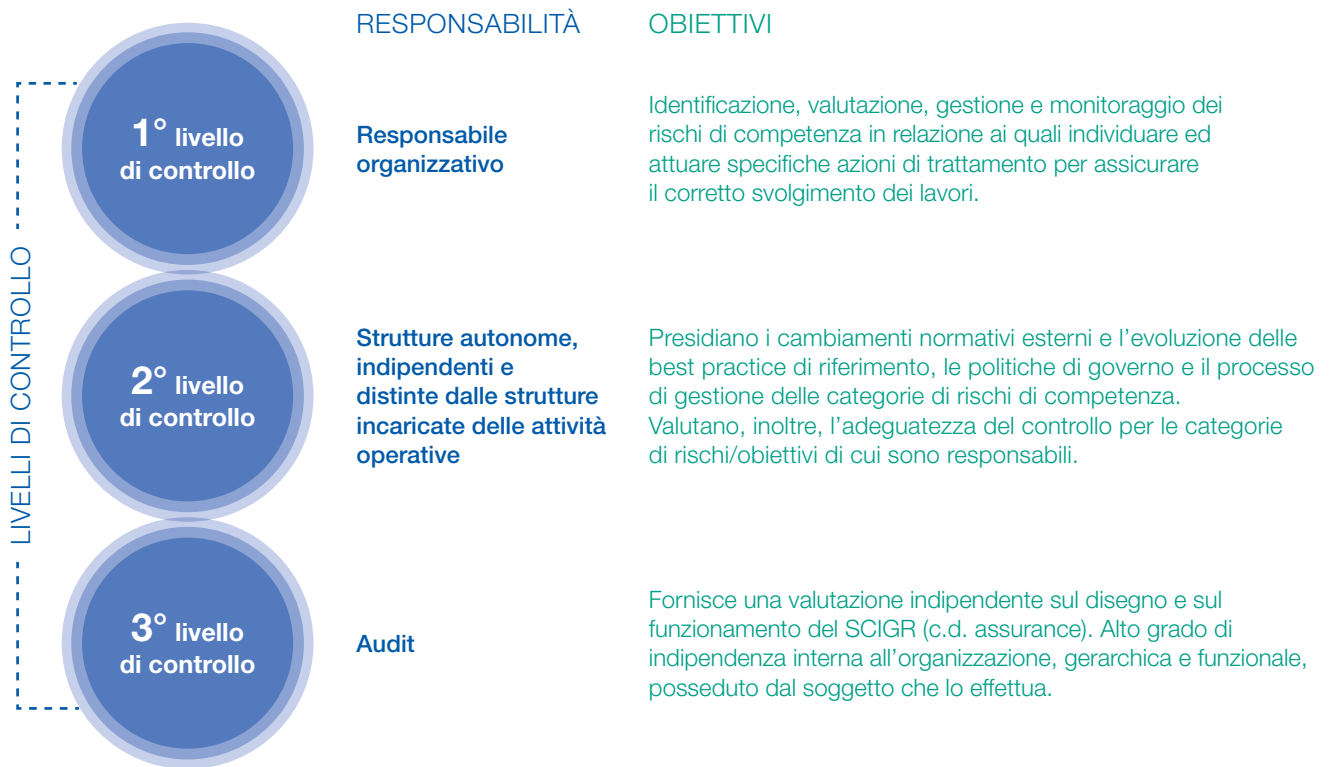 RESPONSABILITÀ
OBIETTIVI
LIVELLI DI CONTROLLO
1° livello
di controllo
Responsabile
organizzativo
Identificazione, valutazione, gestione e monitoraggio dei
rischi di competenza in relazione ai quali individuare ed
attuare specifiche azioni di trattamento per assicurare
il corretto svolgimento dei lavori.
2° livello
di controllo
Strutture autonome,
indipendenti e
distinte dalle strutture
incaricate delle attività
operative
Presidiano i cambiamenti normativi esterni e l’evoluzione delle
best practice di riferimento, le politiche di governo e il processo
di gestione delle categorie di rischi di competenza.
Valutano, inoltre, l’adeguatezza del controllo per le categorie
di rischi/obiettivi di cui sono responsabili.
3° livello
di controllo
Audit
Fornisce una valutazione indipendente sul disegno e sul
funzionamento del SCIGR (c.d. assurance). Alto grado di
indipendenza interna all’organizzazione, gerarchica e funzionale,
posseduto dal soggetto che lo effettua.